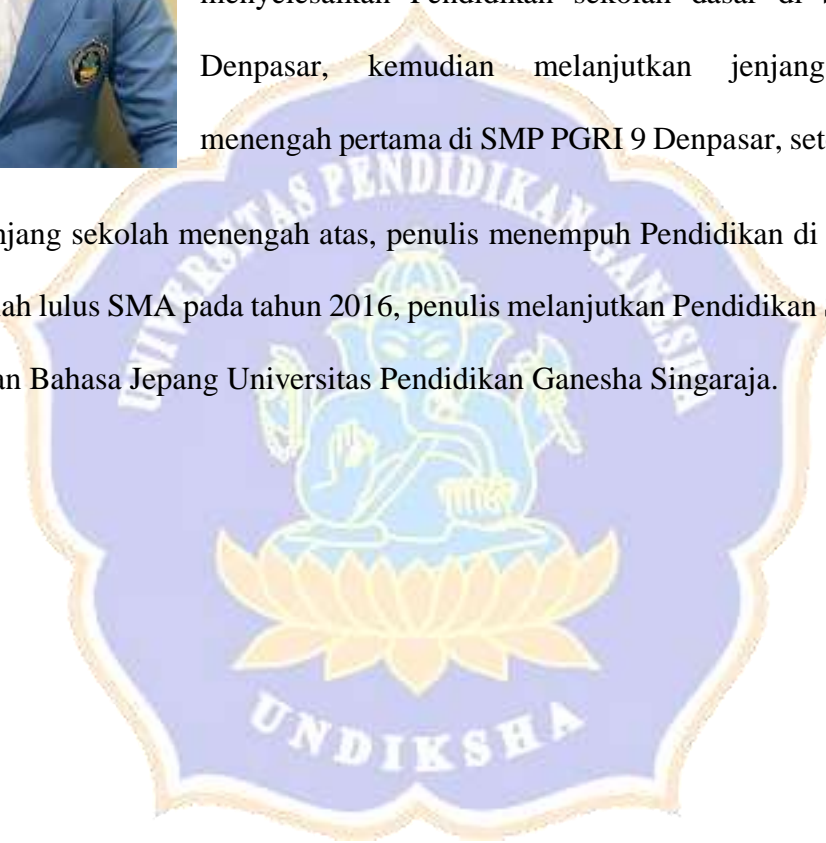 menyelesaikan Pendidikan sekolah dasar di
Denpasar, kemudian melanjutkan jenjang
menengah pertama di SMP PGRI 9 Denpasar, set
njang sekolah menengah atas, penulis menempuh Pendidikan di
ah lulus SMA pada tahun 2016, penulis melanjutkan Pendidikan
an Bahasa Jepang Universitas Pendidikan Ganesha Singaraja.
UNIVERSITAS PENDIDIKAN GANESHA
UNDIKSHA